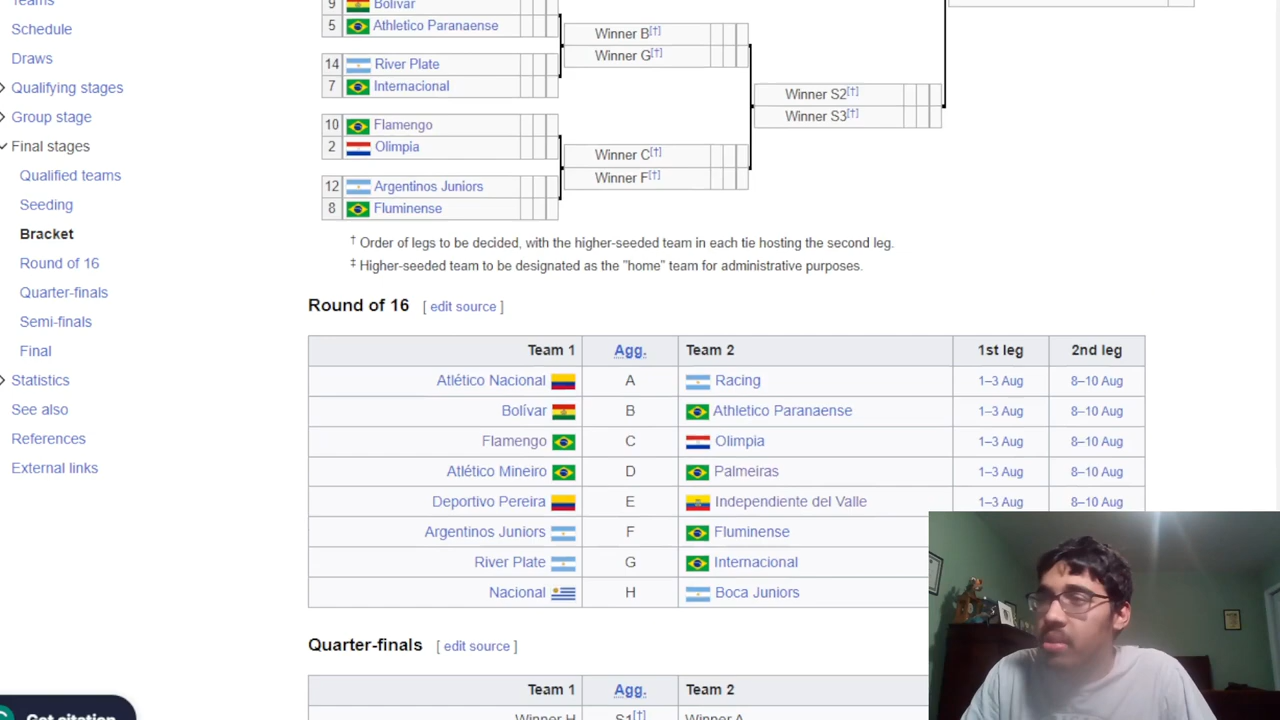 Teams
Schedule
Draws
Qualifying stages
Group stage
Final stages
Qualified teams
Seeding
Bracket
Round of 16
Quarter-finals
Semi-finals
Final
Statistics
See also
References
External links
Get citation
9 Bolívar
5 Athletico Paranaense
14 River Plate
7 Internacional
10 Flamengo
2 Olimpia
12 Argentinos Juniors
8 Fluminense
Winner B[†]
Winner G[†]
Winner C[†]
Winner F[†]
Winner S2[†]
Winner S3[†]
† Order of legs to be decided, with the higher-seeded team in each tie hosting the second leg.
‡ Higher-seeded team to be designated as the "home" team for administrative purposes.
Round of 16 [ edit source ]
Team 1 Agg. Team 2 1st leg 2nd leg
Atlético Nacional A Racing 1–3 Aug 8–10 Aug
Bolívar B Athletico Paranaense 1–3 Aug 8–10 Aug
Flamengo C Olimpia 1–3 Aug 8–10 Aug
Atlético Mineiro D Palmeiras 1–3 Aug 8–10 Aug
Deportivo Pereira E Independiente del Valle 1–3 Aug 8–10 Aug
Argentinos Juniors F Fluminense
River Plate G Internacional
Nacional H Boca Juniors
Quarter-finals [ edit source ]
Team 1 Agg. Team 2
Winner H S1[†] Winner A